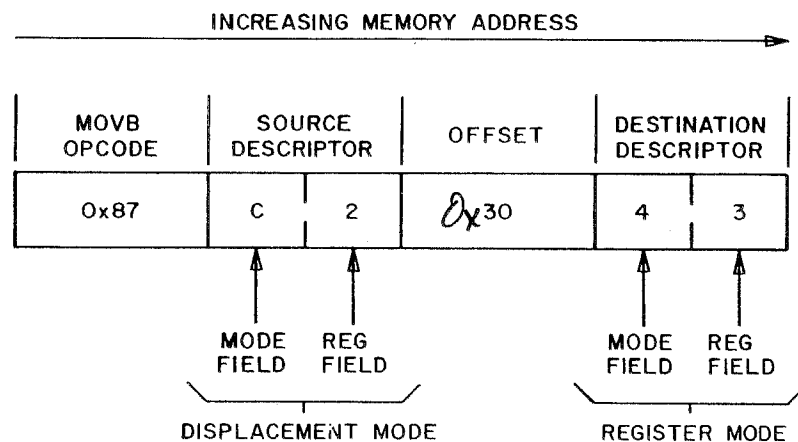 INCREASING MEMORY ADDRESS
MOVB OPCODE
SOURCE DESCRIPTOR
OFFSET
DESTINATION DESCRIPTOR
0x87
C
2
0x30
4
3
MODE FIELD
REG FIELD
MODE FIELD
REG FIELD
DISPLACEMENT MODE
REGISTER MODE